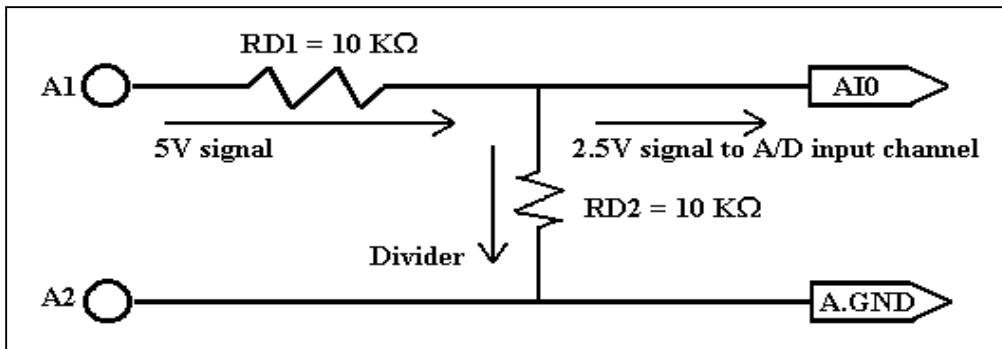 RD1 = 10 KΩ
A1
AI0
5V signal
2.5V signal to A/D input channel
RD2 = 10 KΩ
Divider
A2
A.GND